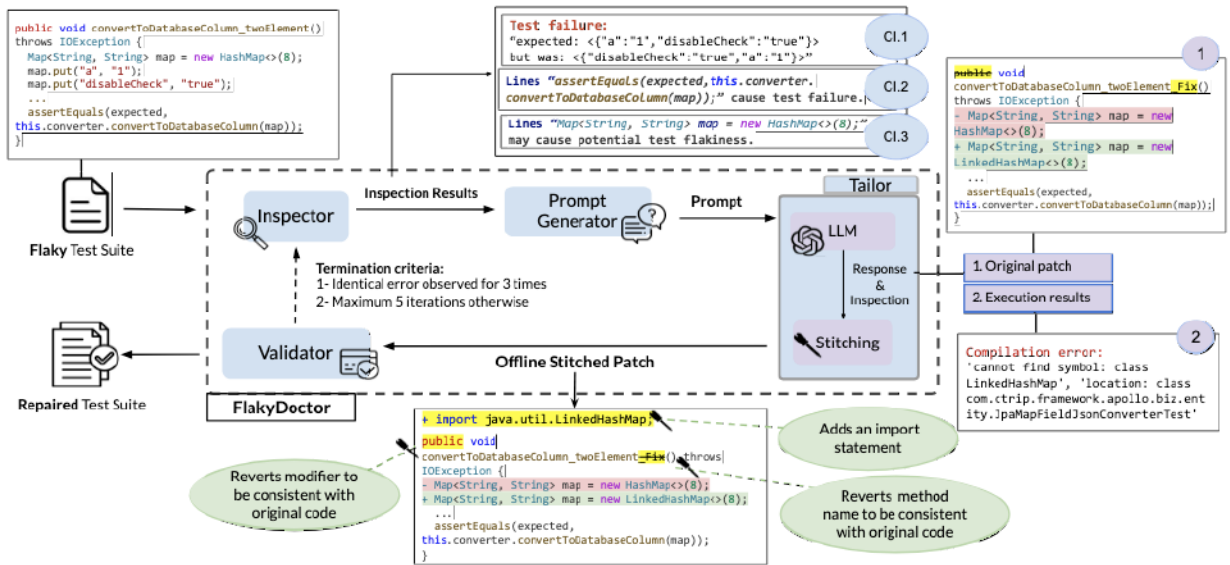 public void convertToDatabaseColumn_twoElement()
throws IOException {
Map<String, String> map = new HashMap<>(8);
map.put("a", "1");
map.put("disableCheck", "true");
...
assertEquals(expected,
this.converter.convertToDatabaseColumn(map));
}
Test failure:
"expected: <{"a":"1","disableCheck":"true"}>
but was: <{"disableCheck":"true","a":"1"}>"
CI.1
Lines "assertEquals(expected,this.converter.
convertToDatabaseColumn(map));" cause test failure.
CI.2
Lines "Map<String, String> map = new HashMap<>(8);"
may cause potential test flakiness.
CI.3
1
public void
convertToDatabaseColumn_twoElement_Fix()
throws IOException {
- Map<String, String> map = new
HashMap<>(8);
+ Map<String, String> map = new
LinkedHashMap<>(8);
...
assertEquals(expected,
this.converter.convertToDatabaseColumn(map));
}
Flaky Test Suite
Inspector
Inspection Results
Prompt
Generator
Prompt
Tailor
LLM
Response
&
Inspection
Stitching
1. Original patch
2. Execution results
Termination criteria:
1- Identical error observed for 3 times
2- Maximum 5 iterations otherwise
Validator
Offline Stitched Patch
Repaired Test Suite
FlakyDoctor
2
Compilation error:
'cannot find symbol: class
LinkedHashMap', 'location: class
com.ctrip.framework.apollo.biz.ent
ity.JpaMapFieldJsonConverterTest'
+ import java.util.LinkedHashMap;
public void
convertToDatabaseColumn_twoElement_Fix() throws
IOException {
- Map<String, String> map = new HashMap<>(8);
+ Map<String, String> map = new LinkedHashMap<>(8);
...
assertEquals(expected,
this.converter.convertToDatabaseColumn(map));
}
Reverts modifier to
be consistent with
original code
Adds an import
statement
Reverts method
name to be consistent
with original code